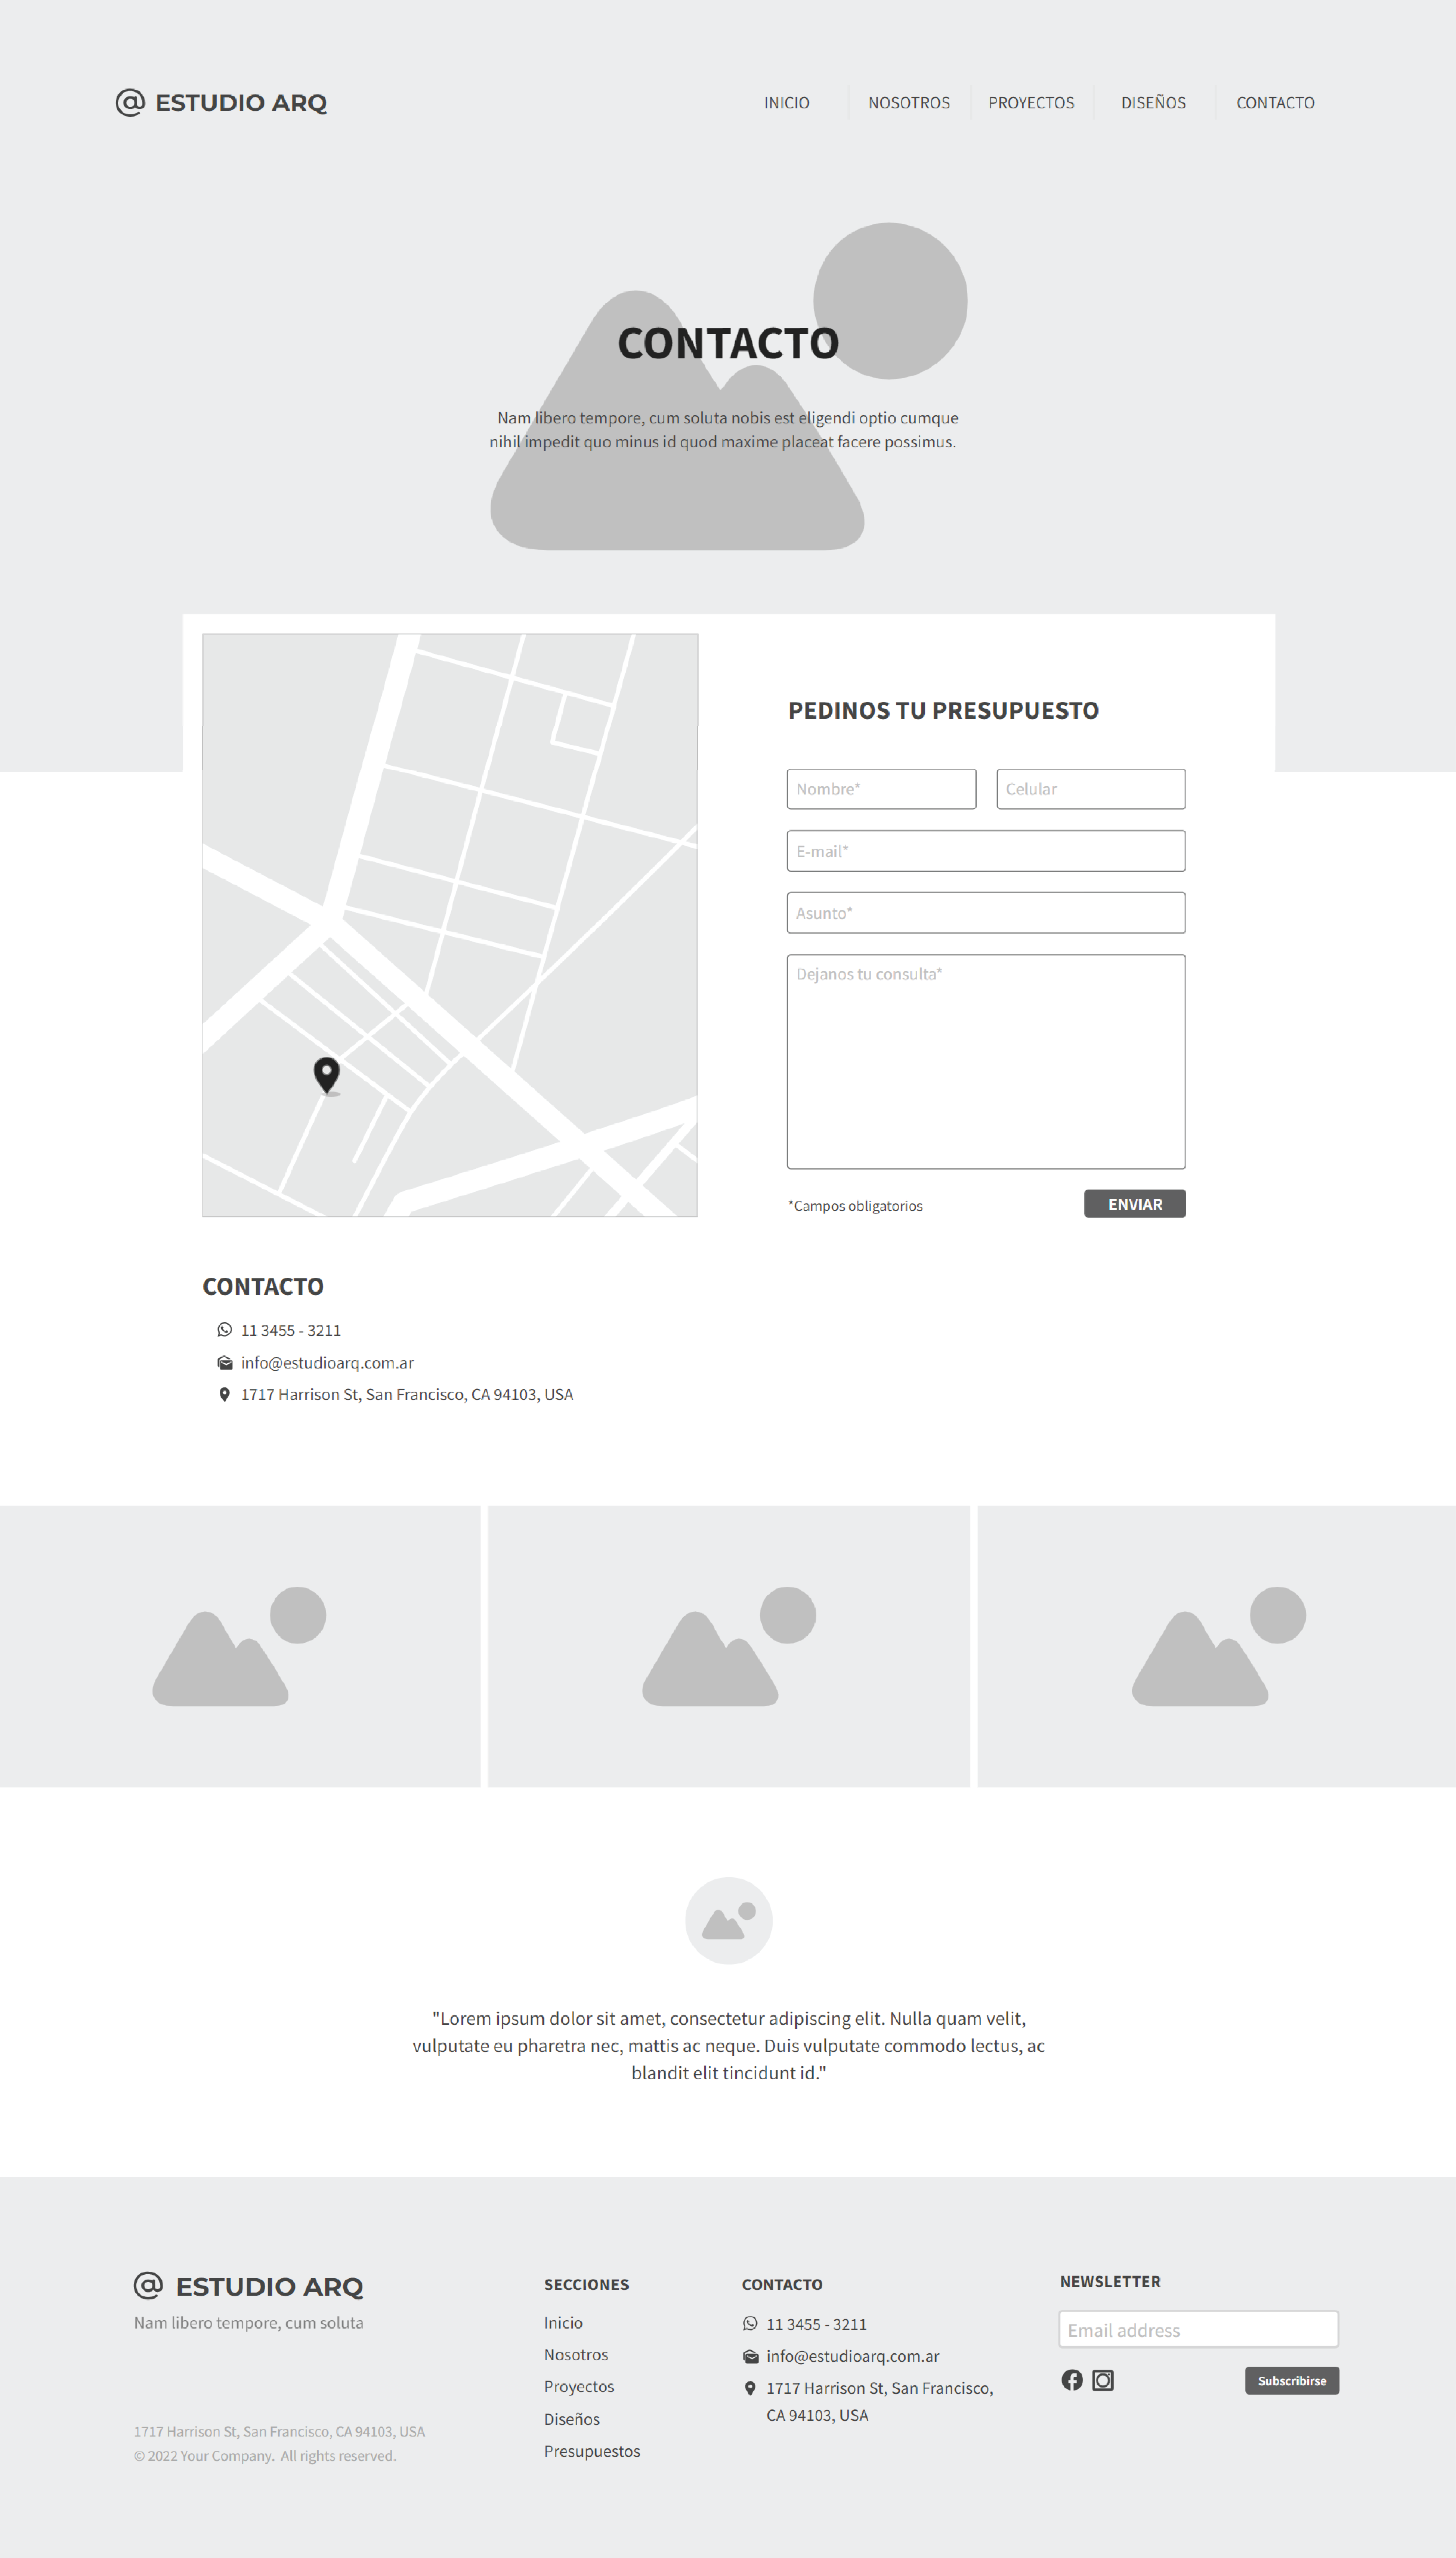 @ ESTUDIO ARQ
INICIO
NOSOTROS
PROYECTOS
DISEÑOS
CONTACTO
CONTACTO
Nam libero tempore, cum soluta nobis est eligendi optio cumque
nihil impedit quo minus id quod maxime placeat facere possimus.
PEDINOS TU PRESUPUESTO
Nombre*
Celular
E-mail*
Asunto*
Dejanos tu consulta*
*Campos obligatorios
ENVIAR
CONTACTO
11 3455 - 3211
info@estudioarq.com.ar
1717 Harrison St, San Francisco, CA 94103, USA
"Lorem ipsum dolor sit amet, consectetur adipiscing elit. Nulla quam velit,
vulputate eu pharetra nec, mattis ac neque. Duis vulputate commodo lectus, ac
blandit elit tincidunt id."
@ ESTUDIO ARQ
Nam libero tempore, cum soluta
1717 Harrison St, San Francisco, CA 94103, USA
© 2022 Your Company. All rights reserved.
SECCIONES
Inicio
Nosotros
Proyectos
Diseños
Presupuestos
CONTACTO
11 3455 - 3211
info@estudioarq.com.ar
1717 Harrison St, San Francisco,
CA 94103, USA
NEWSLETTER
Email address
Subscribirse